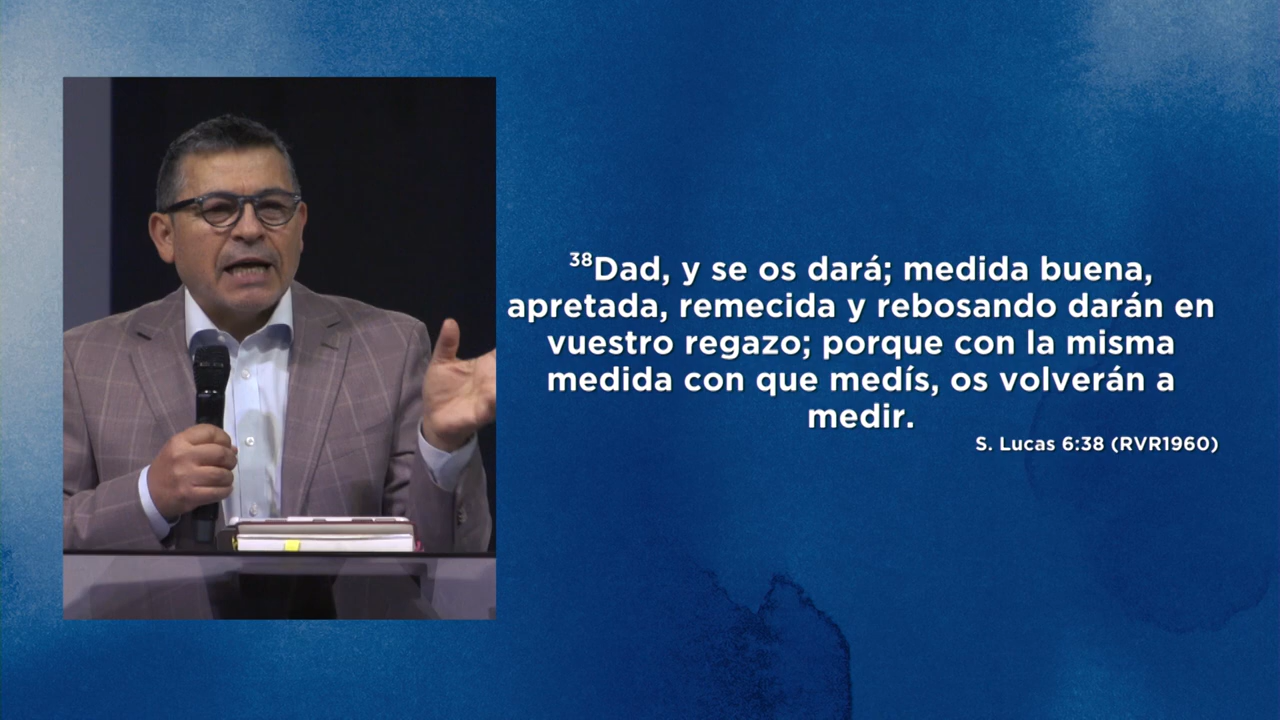 ³⁸Dad, y se os dará; medida buena,
apretada, remecida y rebosando darán en
vuestro regazo; porque con la misma
medida con que medís, os volverán a
medir.
S. Lucas 6:38 (RVR1960)